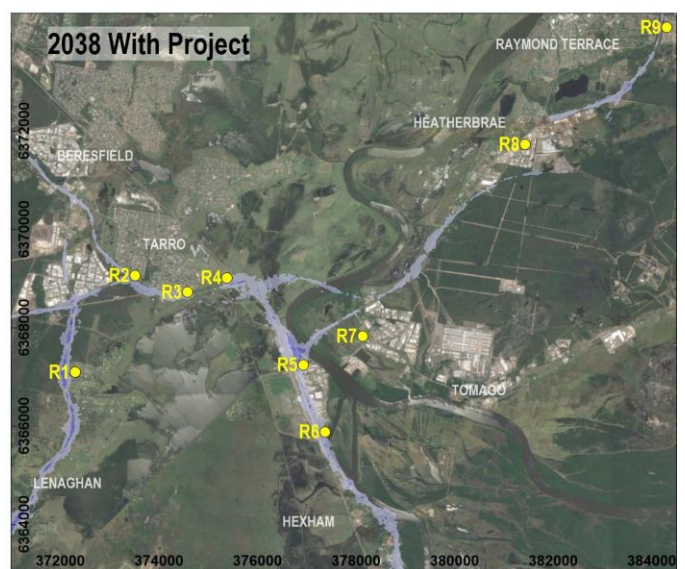 2038 With Project
R9
RAYMOND TERRACE
HEATHERBRAE
R8
BERESFIELD
TARRO
R2
R3
R4
R7
R5
R1
TOMAGO
R6
LENAGHAN
HEXHAM
6372000
6370000
6368000
6366000
6364000
372000 374000 376000 378000 380000 382000 384000